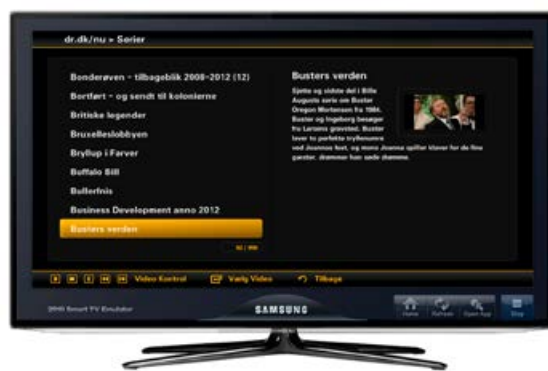 dr.dk/nu » Serier
Bonderøven - tilbageblik 2008-2012 (12)
Bortført - og sendt til kolonierne
Britiske legender
Bruxelleslobbyen
Bryllup i Farver
Buffalo Bill
Bullerfnis
Business Development anno 2012
Busters verden
Busters verden
Sjette og sidste del i Bille
Augusts serie om Buster
Oregon Mortensen fra 1984.
Buster og Ingeborg besøger
fru Larsens gravsted. Buster
laver to perfekte tryllenumre
ved Joannas fest, og mens Joanna spiller klaver for de fine
gæster, drømmer han søde drømme.
Video Kontrol
Vælg Video
Tilbage
Smart TV Emulator
SAMSUNG
Home
Refresh
Open App
Stop